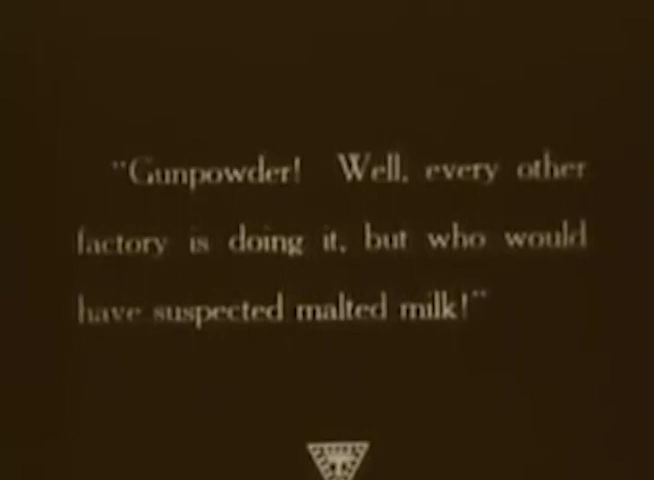 "Gunpowder! Well, every other
factory is doing it, but who would
have suspected malted milk!"